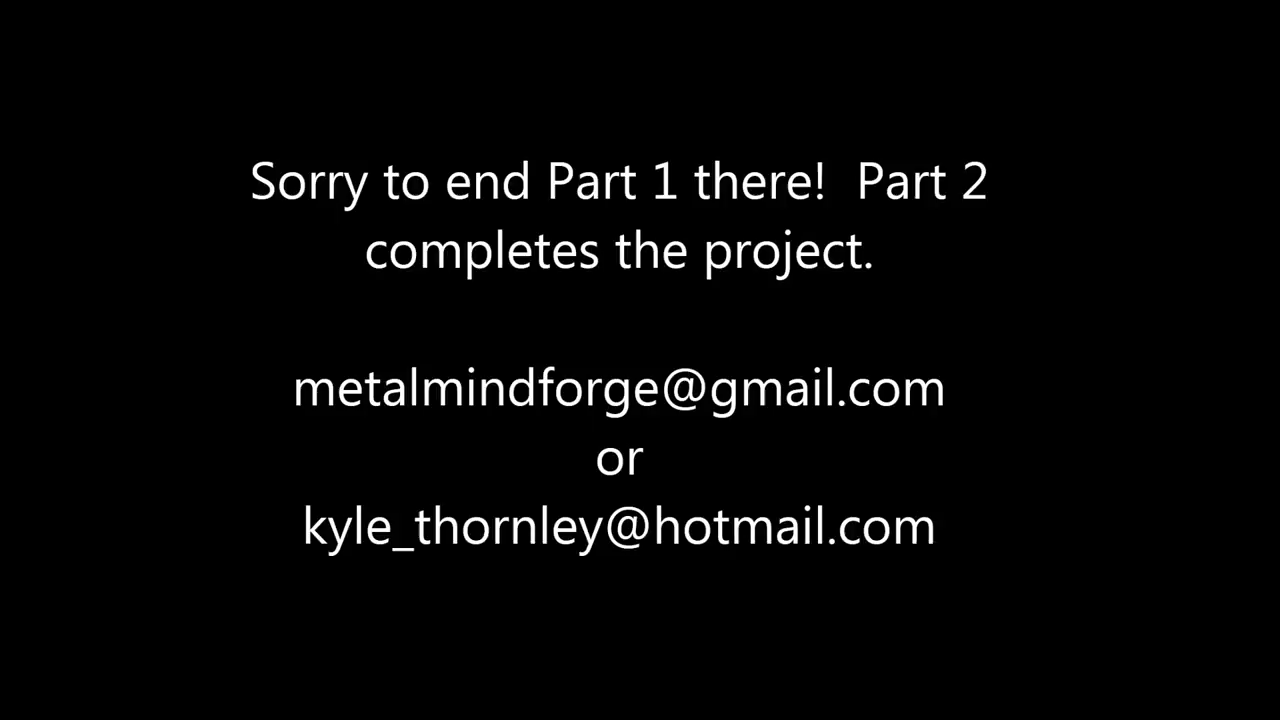 Sorry to end Part 1 there!  Part 2
completes the project.
metalmindforge@gmail.com
or
kyle_thornley@hotmail.com